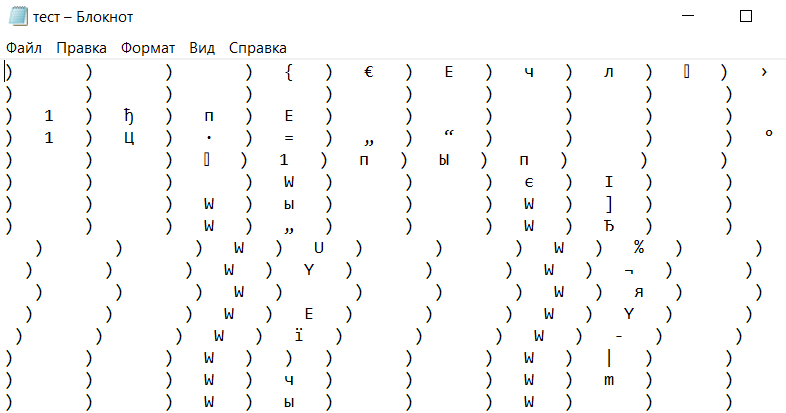 тест – Блокнот
Файл Правка Формат Вид Справка
) ) ) ) { ) € ) Е ) ч ) л ) ) ›
) ) ) ) ) ) ) ) ) )
) 1 ) ђ ) п ) Е ) ) ) ) ) )
) 1 ) Ц ) · ) = ) „ ) “ ) ) ) ) °
) ) ) ) 1 ) п ) Ы ) п ) ) )
) ) ) ) W ) ) ) є ) І ) )
) ) ) W ) ы ) ) ) W ) ] ) )
) ) ) W ) „ ) ) ) W ) Ђ ) )
) ) ) W ) U ) ) ) W ) % ) )
) ) ) W ) Y ) ) ) W ) ¬ ) )
) ) ) W ) ) ) ) W ) я ) )
) ) ) W ) E ) ) ) W ) Y ) )
) ) ) W ) ї ) ) ) W ) - ) )
) ) ) W ) ) ) ) ) W ) | ) )
) ) ) W ) ч ) ) ) W ) m ) )
) ) ) W ) ы ) ) ) W ) ) )